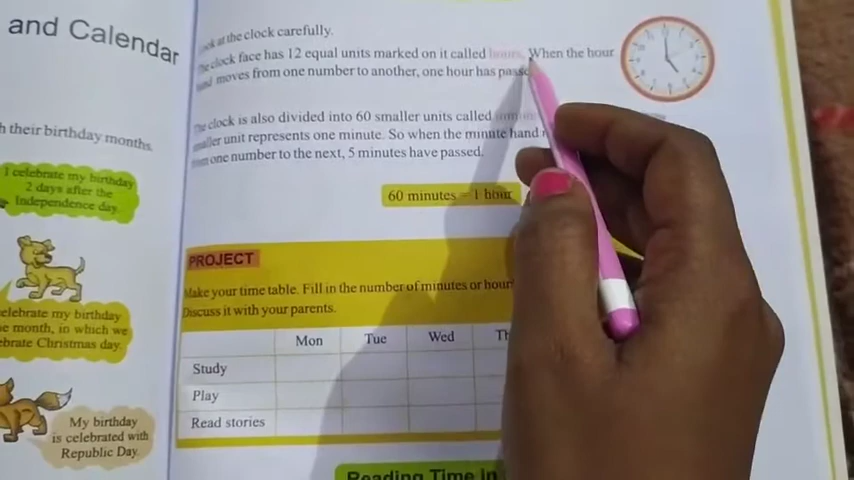 and Calendar
their birthday months.
I celebrate my birthday
2 days after the
Independence day.
celebrate my birthday
month, in which we
Christmas day.
My birthday
is celebrated with
Republic Day.
at the clock carefully.
clock face has 12 equal units marked on it called hours. When the hour
moves from one number to another, one hour has
clock is also divided into 60 smaller units called
unit represents one minute. So when the minute hand
one number to the next, 5 minutes have passed.
60 minutes = 1 hour
PROJECT
Make your time table. Fill in the number of minutes or
Discuss it with your parents.
Mon Tue Wed
Study
Play
Read stories
Reading Time in